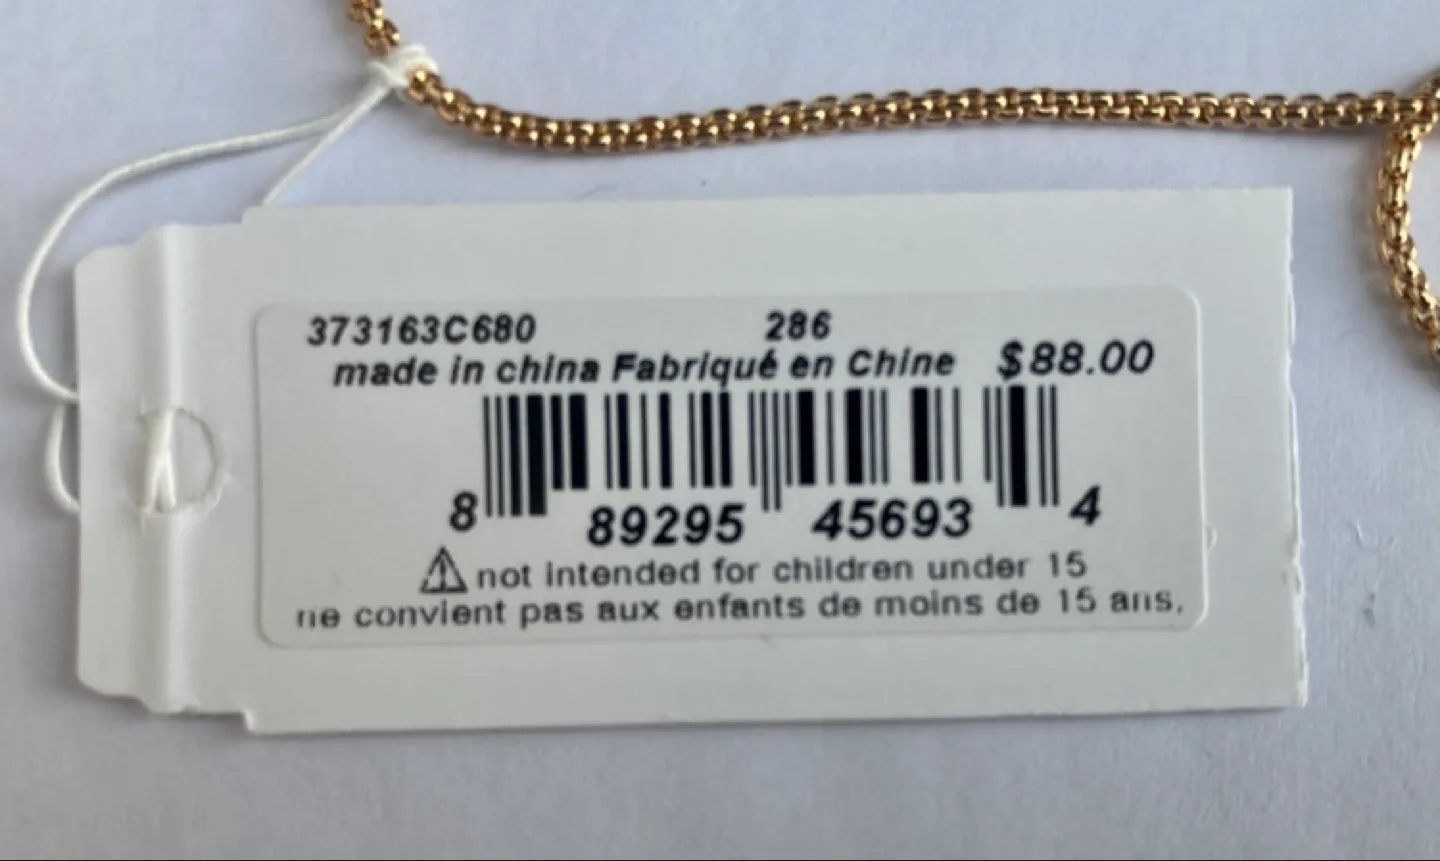 373163C680 286
made in china Fabriqué en Chine $88.00
8 89295 45693 4
⚠ not intended for children under 15
ne convient pas aux enfants de moins de 15 ans.